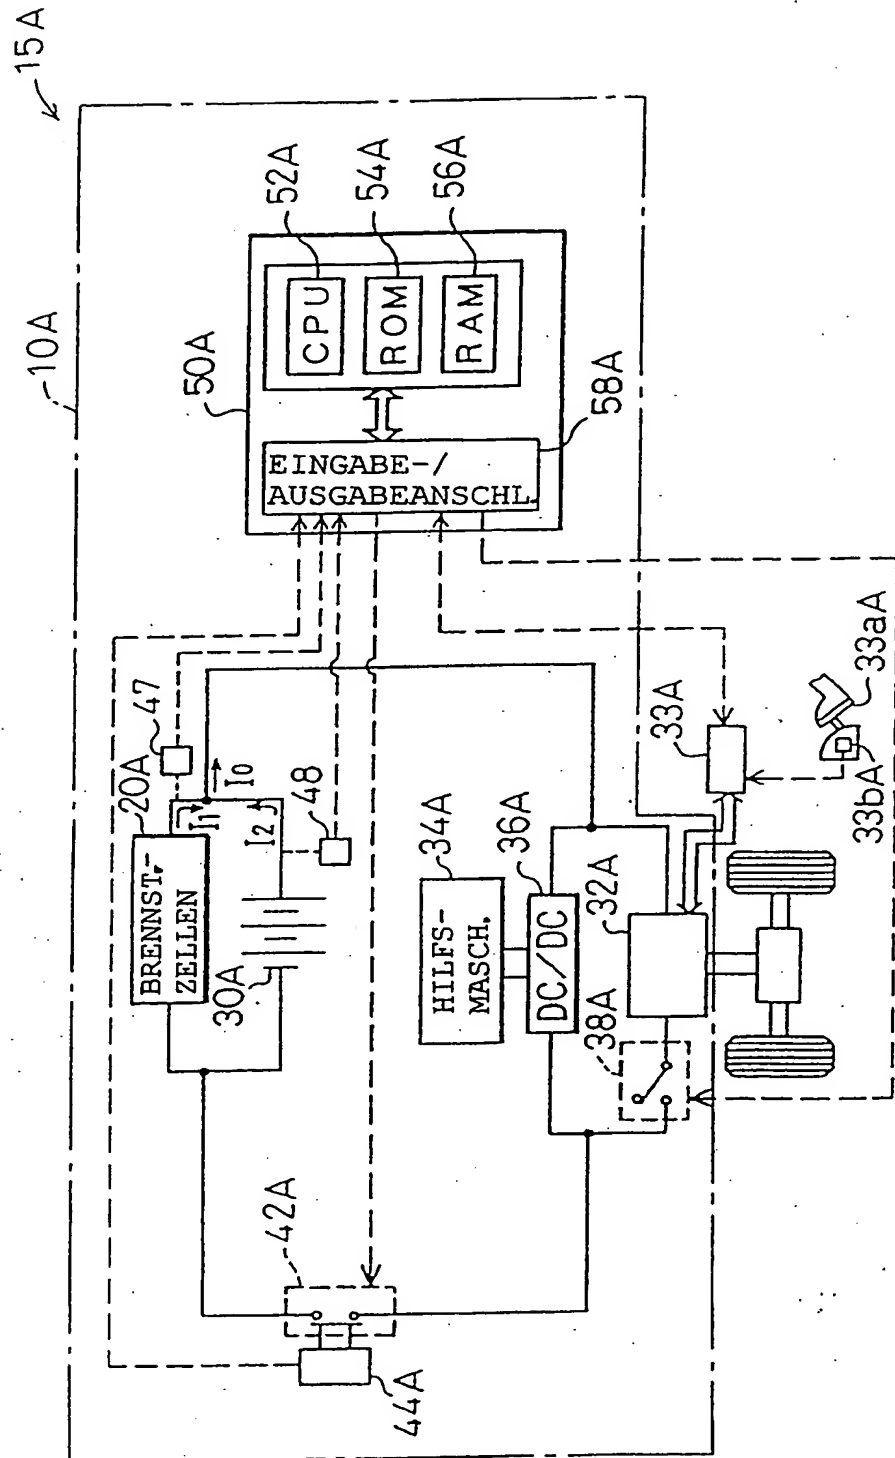 15A
10A
50A
52A
CPU
54A
ROM
56A
RAM
58A
EINGABE-/
AUSGABEANSCHL.
47
20A
BRENNST.-
ZELLEN
I1
I0
I2
48
30A
34A
HILFS-
MASCH.
36A
DC/DC
32A
38A
33A
33aA
33bA
42A
44A